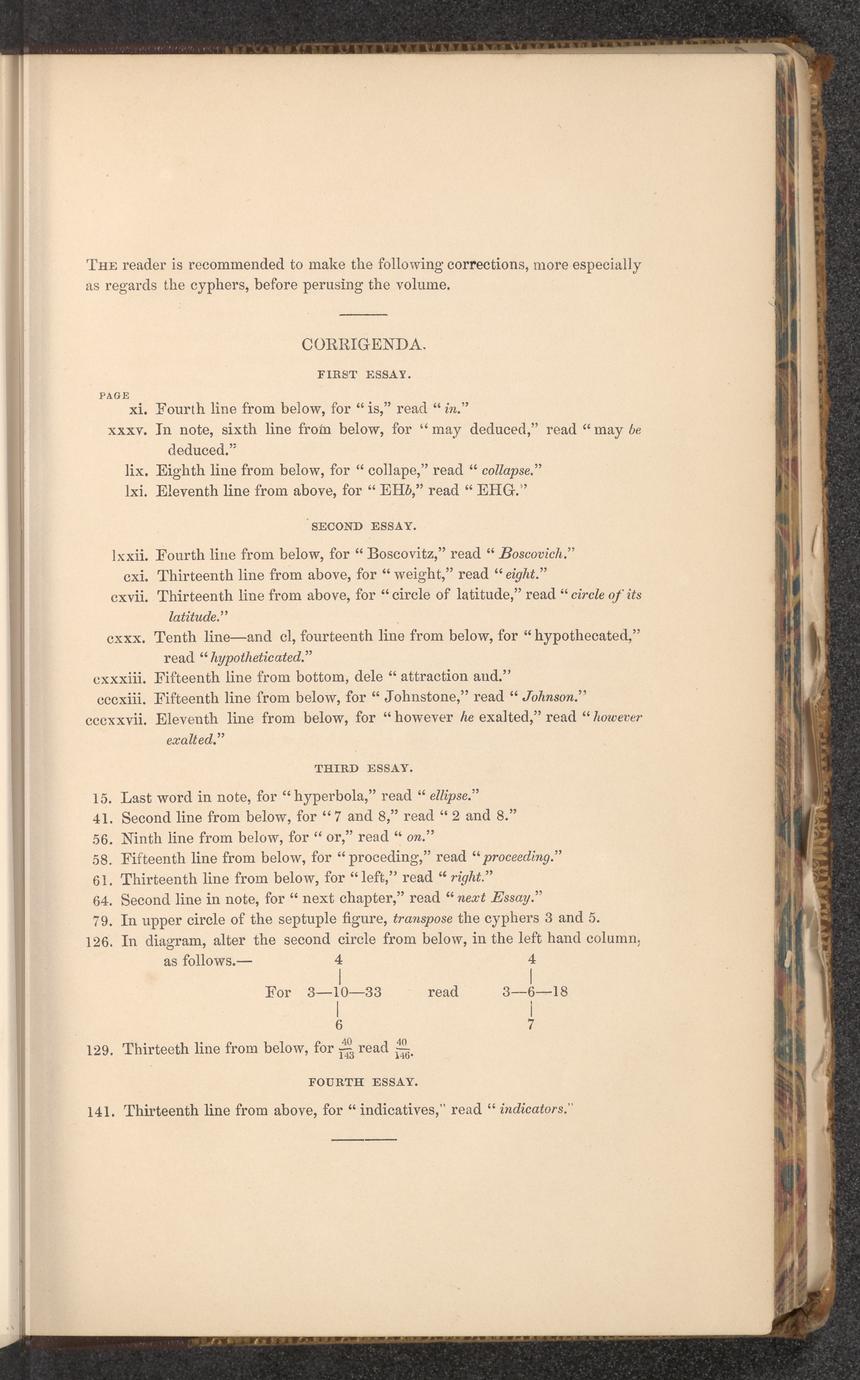 THE reader is recommended to make the following corrections, more especially
as regards the cyphers, before perusing the volume.
CORRIGENDA.
FIRST ESSAY.
PAGE
xi. Fourth line from below, for “ is,” read “ in.”
xxxv. In note, sixth line from below, for “ may deduced,” read “ may be
deduced.”
lix. Eighth line from below, for “ collape,” read “ collapse.”
lxi. Eleventh line from above, for “ EHb,” read “ EHG.”
SECOND ESSAY.
lxxii. Fourth line from below, for “ Boscovitz,” read “ Boscovich.”
cxi. Thirteenth line from above, for “ weight,” read “ eight.”
cxvii. Thirteenth line from above, for “ circle of latitude,” read “ circle of its
latitude.”
cxxx. Tenth line—and cl, fourteenth line from below, for “ hypothecated,”
read “ hypotheticated.”
cxxxiii. Fifteenth line from bottom, dele “ attraction and.”
cccxiii. Fifteenth line from below, for “ Johnstone,” read “ Johnson.”
cccxxvii. Eleventh line from below, for “ however he exalted,” read “ however
exalted.”
THIRD ESSAY.
15. Last word in note, for “ hyperbola,” read “ ellipse.”
41. Second line from below, for “ 7 and 8,” read “ 2 and 8.”
56. Ninth line from below, for “ or,” read “ on.”
58. Fifteenth line from below, for “ proceding,” read “ proceeding.”
61. Thirteenth line from below, for “ left,” read “ right.”
64. Second line in note, for “ next chapter,” read “ next Essay.”
79. In upper circle of the septuple figure, transpose the cyphers 3 and 5.
126. In diagram, alter the second circle from below, in the left hand column,
as follows.— 4 4
For 3—10—33 read 3—6—18
6 7
129. Thirteeth line from below, for 40/143 read 40/146.
FOURTH ESSAY.
141. Thirteenth line from above, for “ indicatives,” read “ indicators.”